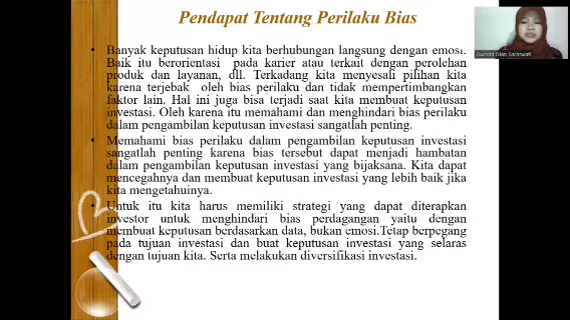 Pendapat Tentang Perilaku Bias
• Banyak keputusan hidup kita berhubungan langsung dengan emosi.
Baik itu berorientasi pada karier atau terkait dengan perolehan
produk dan layanan, dll. Terkadang kita menyesali pilihan kita
karena terjebak oleh bias perilaku dan tidak mempertimbangkan
faktor lain. Hal ini juga bisa terjadi saat kita membuat keputusan
investasi. Oleh karena itu memahami dan menghindari bias perilaku
dalam pengambilan keputusan investasi sangatlah penting.
• Memahami bias perilaku dalam pengambilan keputusan investasi
sangatlah penting karena bias tersebut dapat menjadi hambatan
dalam pengambilan keputusan investasi yang bijaksana. Kita dapat
mencegahnya dan membuat keputusan investasi yang lebih baik jika
kita mengetahuinya.
• Untuk itu kita harus memiliki strategi yang dapat diterapkan
investor untuk menghindari bias perdagangan yaitu dengan
membuat keputusan berdasarkan data, bukan emosi.Tetap berpegang
pada tujuan investasi dan buat keputusan investasi yang selaras
dengan tujuan kita. Serta melakukan diversifikasi investasi.
Dwinda Dian Saraswati